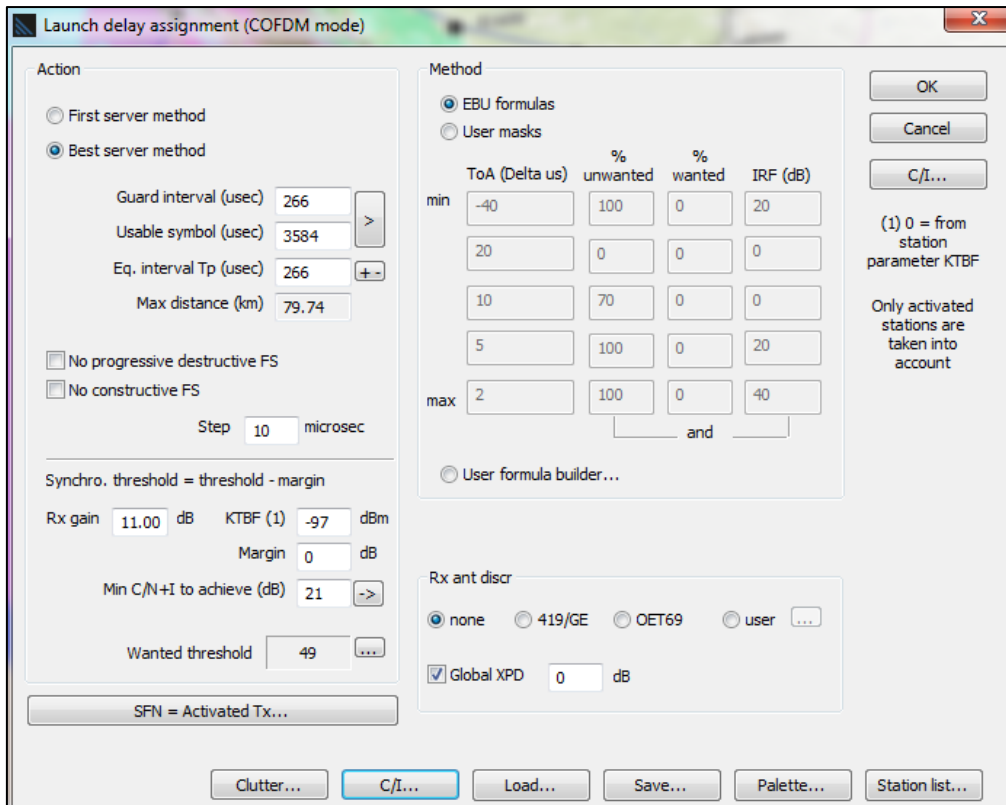 Launch delay assignment (COFDM mode)
x
Action
First server method
Best server method
Guard interval (usec) 266
Usable symbol (usec) 3584
>
Eq. interval Tp (usec) 266 + -
Max distance (km) 79.74
No progressive destructive FS
No constructive FS
Step 10 microsec
Synchro. threshold = threshold - margin
Rx gain 11.00 dB KTBF (1) -97 dBm
Margin 0 dB
Min C/N+I to achieve (dB) 21 ->
Wanted threshold 49 ...
SFN = Activated Tx...
Method
EBU formulas
User masks
% %
ToA (Delta us) unwanted wanted IRF (dB)
min -40 100 0 20
20 0 0 0
10 70 0 0
5 100 0 20
max 2 100 0 40
and
User formula builder...
Rx ant discr
none 419/GE OET69 user ...
Global XPD 0 dB
OK
Cancel
C/I...
(1) 0 = from
station
parameter KTBF
Only activated
stations are
taken into
account
Clutter... C/I... Load... Save... Palette... Station list...